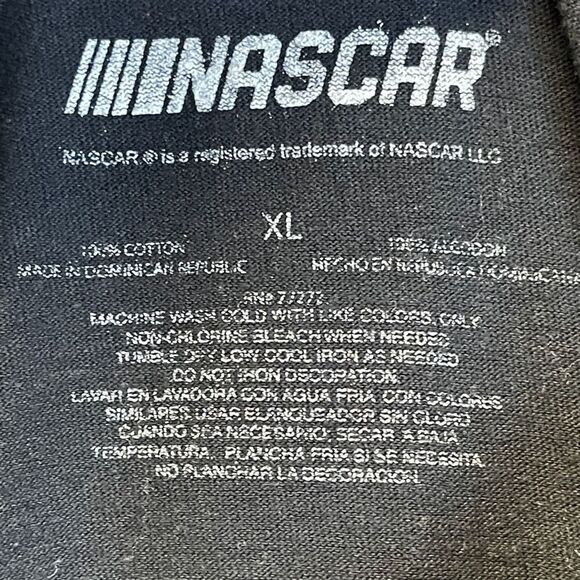 NASCAR®
NASCAR ® is a registered trademark of NASCAR LLC
XL
100% COTTON
MADE IN DOMINICAN REPUBLIC
100% ALGODON
HECHO EN REPUBLICA DOMINICANA
RN# 77272
MACHINE WASH COLD WITH LIKE COLORS, ONLY
NON-CHLORINE BLEACH WHEN NEEDED
TUMBLE DRY LOW COOL IRON AS NEEDED
DO NOT IRON DECORATION.
LAVAR EN LAVADORA CON AGUA FRIA CON COLORES
SIMILARES USAR BLANQUEADOR SIN CLORO
CUANDO SEA NECESARIO. SECAR A BAJA
TEMPERATURA. PLANCHA FRIA SI SE NECESITA.
NO PLANCHAR LA DECORACION.